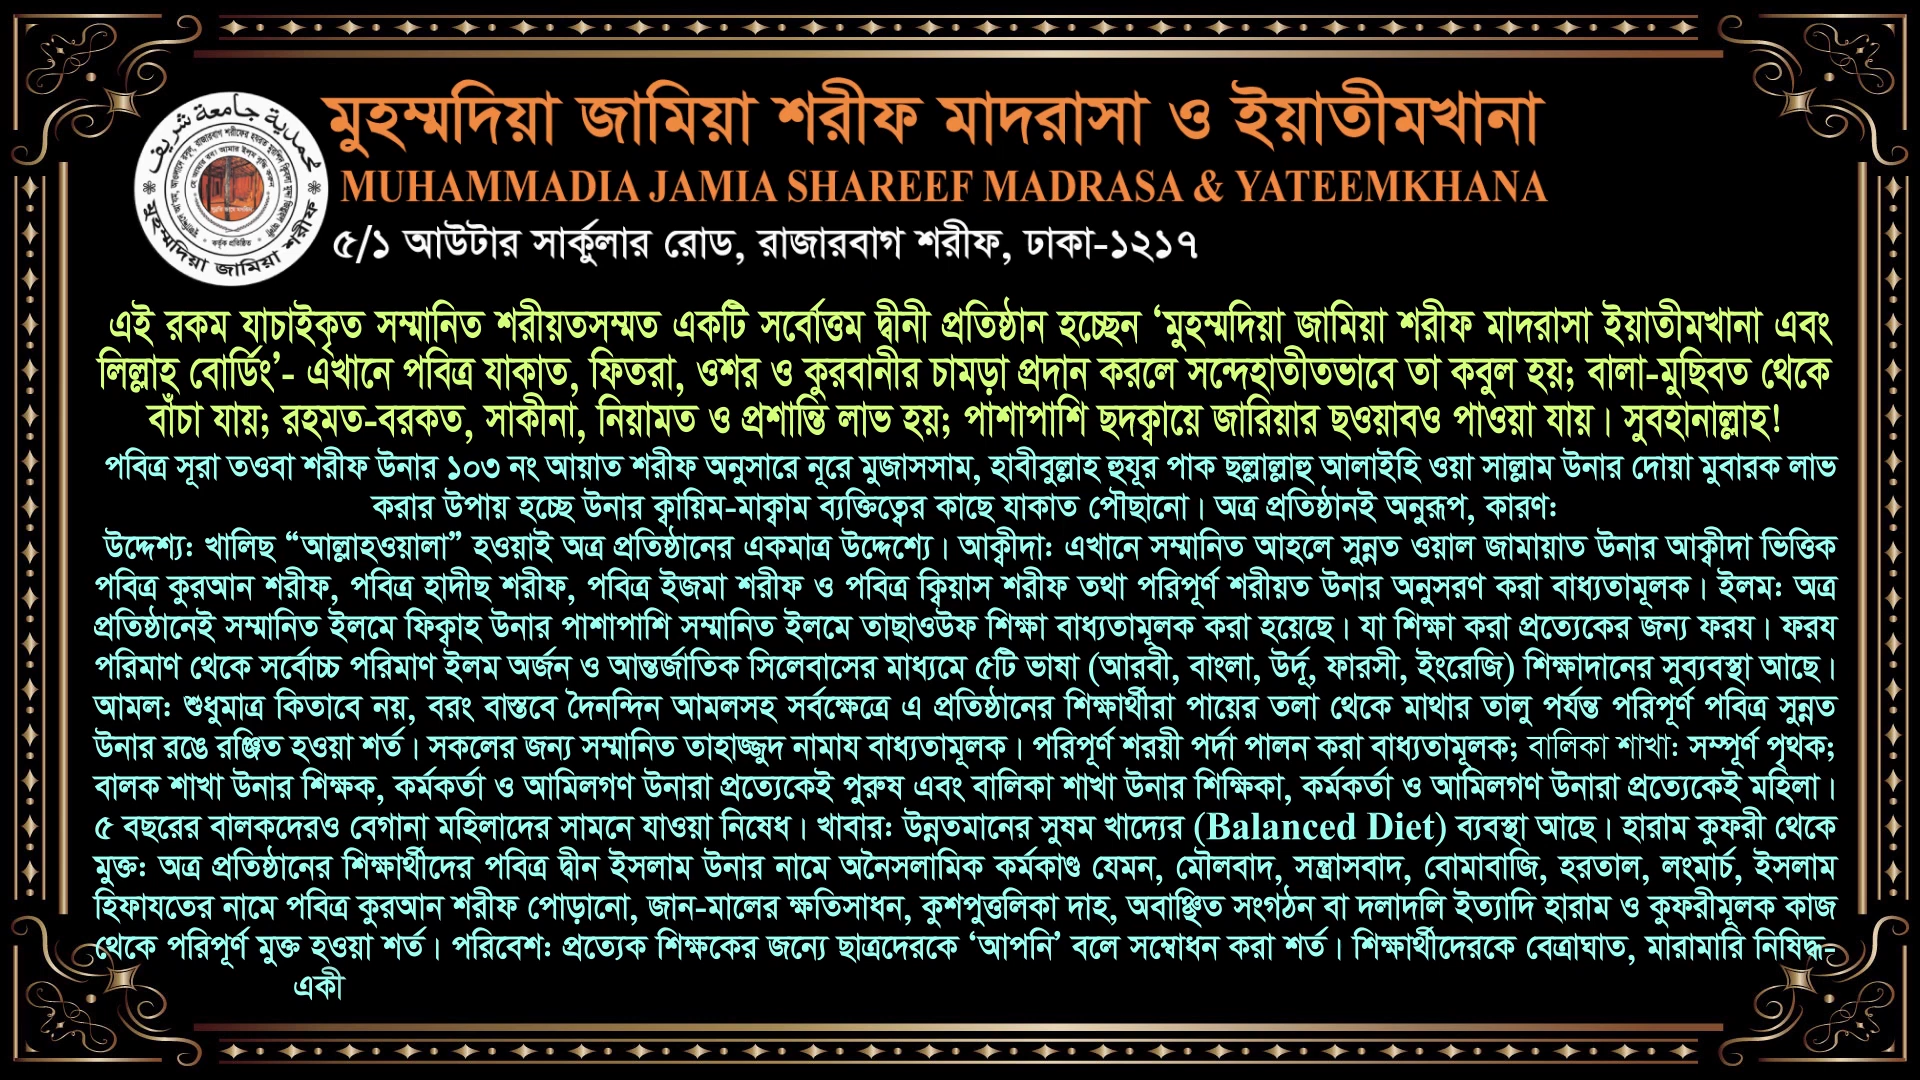 محمدية جامعة شريف
মুহম্মদিয়া জামিয়া শরীফ
মুহম্মদিয়া জামিয়া শরীফ মাদরাসা ও ইয়াতীমখানা
MUHAMMADIA JAMIA SHAREEF MADRASA & YATEEMKHANA
৫/১ আউটার সার্কুলার রোড, রাজারবাগ শরীফ, ঢাকা-১২১৭
এই রকম যাচাইকৃত সম্মানিত শরীয়তসম্মত একটি সর্বোত্তম দ্বীনী প্রতিষ্ঠান হচ্ছেন ‘মুহম্মদিয়া জামিয়া শরীফ মাদরাসা ইয়াতীমখানা এবং
লিল্লাহ বোর্ডিং’- এখানে পবিত্র যাকাত, ফিতরা, ওশর ও কুরবানীর চামড়া প্রদান করলে সন্দেহাতীতভাবে তা কবুল হয়; বালা-মুছিবত থেকে
বাঁচা যায়; রহমত-বরকত, সাকীনা, নিয়ামত ও প্রশান্তি লাভ হয়; পাশাপাশি ছদক্বায়ে জারিয়ার ছওয়াবও পাওয়া যায়। সুবহানাল্লাহ!
পবিত্র সূরা তওবা শরীফ উনার ১০৩ নং আয়াত শরীফ অনুসারে নূরে মুজাসসাম, হাবীবুল্লাহ হুযূর পাক ছল্লাল্লাহু আলাইহি ওয়া সাল্লাম উনার দোয়া মুবারক লাভ
করার উপায় হচ্ছে উনার ক্বায়িম-মাক্বাম ব্যক্তিত্বের কাছে যাকাত পৌছানো। অত্র প্রতিষ্ঠানই অনুরূপ, কারণ:
উদ্দেশ্য: খালিছ “আল্লাহওয়ালা” হওয়াই অত্র প্রতিষ্ঠানের একমাত্র উদ্দেশ্যে। আক্বীদা: এখানে সম্মানিত আহলে সুন্নত ওয়াল জামায়াত উনার আক্বীদা ভিত্তিক
পবিত্র কুরআন শরীফ, পবিত্র হাদীছ শরীফ, পবিত্র ইজমা শরীফ ও পবিত্র ক্বিয়াস শরীফ তথা পরিপূর্ণ শরীয়ত উনার অনুসরণ করা বাধ্যতামূলক। ইলম: অত্র
প্রতিষ্ঠানেই সম্মানিত ইলমে ফিক্বাহ উনার পাশাপাশি সম্মানিত ইলমে তাছাওউফ শিক্ষা বাধ্যতামূলক করা হয়েছে। যা শিক্ষা করা প্রত্যেকের জন্য ফরয। ফরয
পরিমাণ থেকে সর্বোচ্চ পরিমাণ ইলম অর্জন ও আন্তর্জাতিক সিলেবাসের মাধ্যমে ৫টি ভাষা (আরবী, বাংলা, উর্দূ, ফারসী, ইংরেজি) শিক্ষাদানের সুব্যবস্থা আছে।
আমল: শুধুমাত্র কিতাবে নয়, বরং বাস্তবে দৈনন্দিন আমলসহ সর্বক্ষেত্রে এ প্রতিষ্ঠানের শিক্ষার্থীরা পায়ের তলা থেকে মাথার তালু পর্যন্ত পরিপূর্ণ পবিত্র সুন্নত
উনার রঙে রঞ্জিত হওয়া শর্ত। সকলের জন্য সম্মানিত তাহাজ্জুদ নামায বাধ্যতামূলক। পরিপূর্ণ শরয়ী পর্দা পালন করা বাধ্যতামূলক; বালিকা শাখা: সম্পূর্ণ পৃথক;
বালক শাখা উনার শিক্ষক, কর্মকর্তা ও আমিলগণ উনারা প্রত্যেকেই পুরুষ এবং বালিকা শাখা উনার শিক্ষিকা, কর্মকর্তা ও আমিলগণ উনারা প্রত্যেকেই মহিলা।
৫ বছরের বালকদেরও বেগানা মহিলাদের সামনে যাওয়া নিষেধ। খাবার: উন্নতমানের সুষম খাদ্যের (Balanced Diet) ব্যবস্থা আছে। হারাম কুফরী থেকে
মুক্ত: অত্র প্রতিষ্ঠানের শিক্ষার্থীদের পবিত্র দ্বীন ইসলাম উনার নামে অনৈসলামিক কর্মকাণ্ড যেমন, মৌলবাদ, সন্ত্রাসবাদ, বোমাবাজি, হরতাল, লংমার্চ, ইসলাম
হিফাযতের নামে পবিত্র কুরআন শরীফ পোড়ানো, জান-মালের ক্ষতিসাধন, কুশপুত্তলিকা দাহ, অবাঞ্ছিত সংগঠন বা দলাদলি ইত্যাদি হারাম ও কুফরীমূলক কাজ
থেকে পরিপূর্ণ মুক্ত হওয়া শর্ত। পরিবেশ: প্রত্যেক শিক্ষকের জন্যে ছাত্রদেরকে ‘আপনি’ বলে সম্বোধন করা শর্ত। শিক্ষার্থীদেরকে বেত্রাঘাত, মারামারি নিষিদ্ধ-
একী